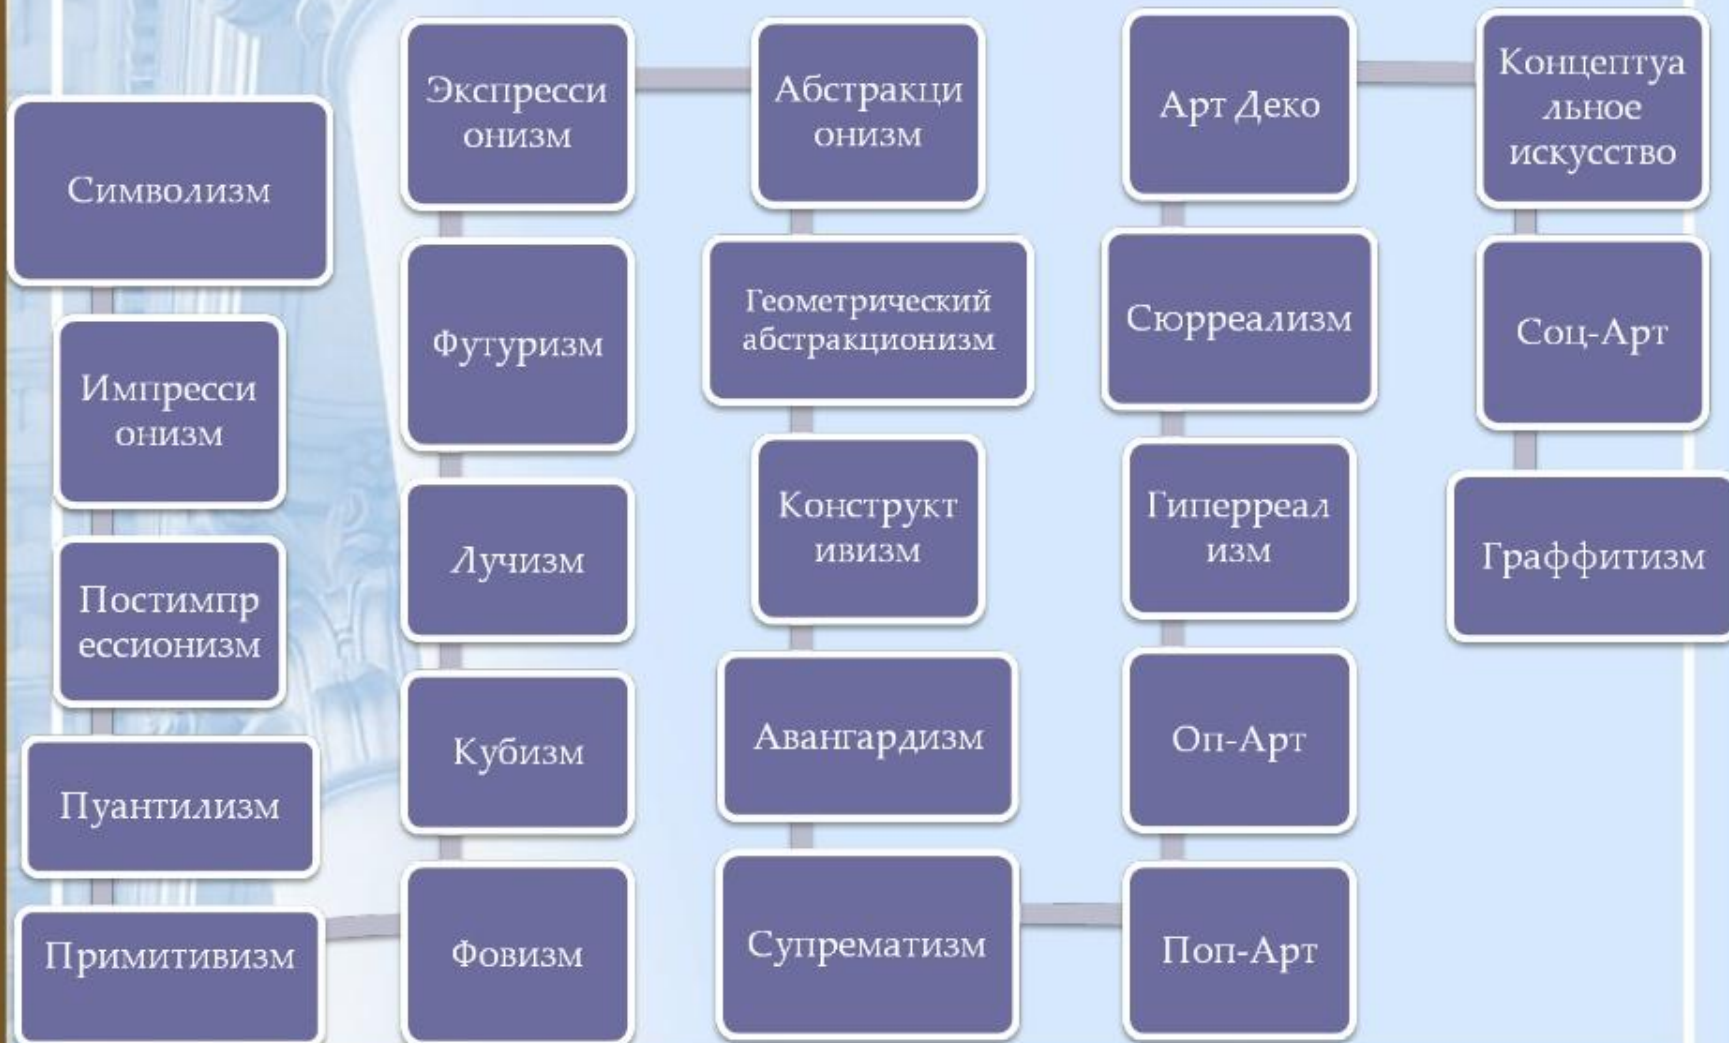 Символизм
Импресси
онизм
Постимпр
ессионизм
Пуантилизм
Примитивизм
Экспресси
онизм
Футуризм
Лучизм
Кубизм
Фовизм
Абстракци
онизм
Геометрический
абстракционизм
Конструкт
ивизм
Авангардизм
Супрематизм
Арт Деко
Сюрреализм
Гиперреал
изм
Оп-Арт
Поп-Арт
Концептуа
льное
искусство
Соц-Арт
Граффитизм